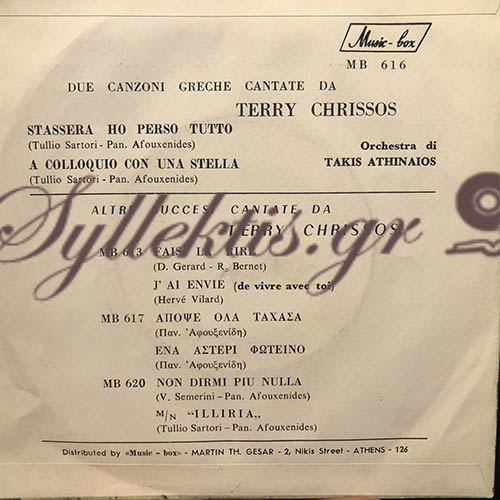 Music-box
MB 616
DUE CANZONI GRECHE CANTATE DA
TERRY CHRISSOS
STASSERA HO PERSO TUTTO
(Tullio Sartori - Pan. Afouxenides)
Orchestra di
A COLLOQUIO CON UNA STELLA
TAKIS ATHINAIOS
(Tullio Sartori - Pan. Afouxenides)
Syllektis.gr
ALTRI SUCCESI CANTATE DA
TERRY CHRISSOS
MB 613 FAIS LA RIRE
(D. Gerard - R. Bernet)
J' AI ENVIE (de vivre avec toi)
(Hervé Vilard)
MB 617 ΑΠΟΨΕ ΟΛΑ ΤΑΧΑΣΑ
(Παν. Ἀφουξενίδη)
ΕΝΑ ΑΣΤΕΡΙ ΦΩΤΕΙΝΟ
(Παν. Ἀφουξενίδη)
MB 620 NON DIRMI PIU NULLA
(V. Semerini - Pan. Afouxenides)
M/N "ILLIRIA„
(Tullio Sartori - Pan. Afouxenides)
Distributed by «Music - box» - MARTIN TH. GESAR - 2, Nikis Street - ATHENS - 126